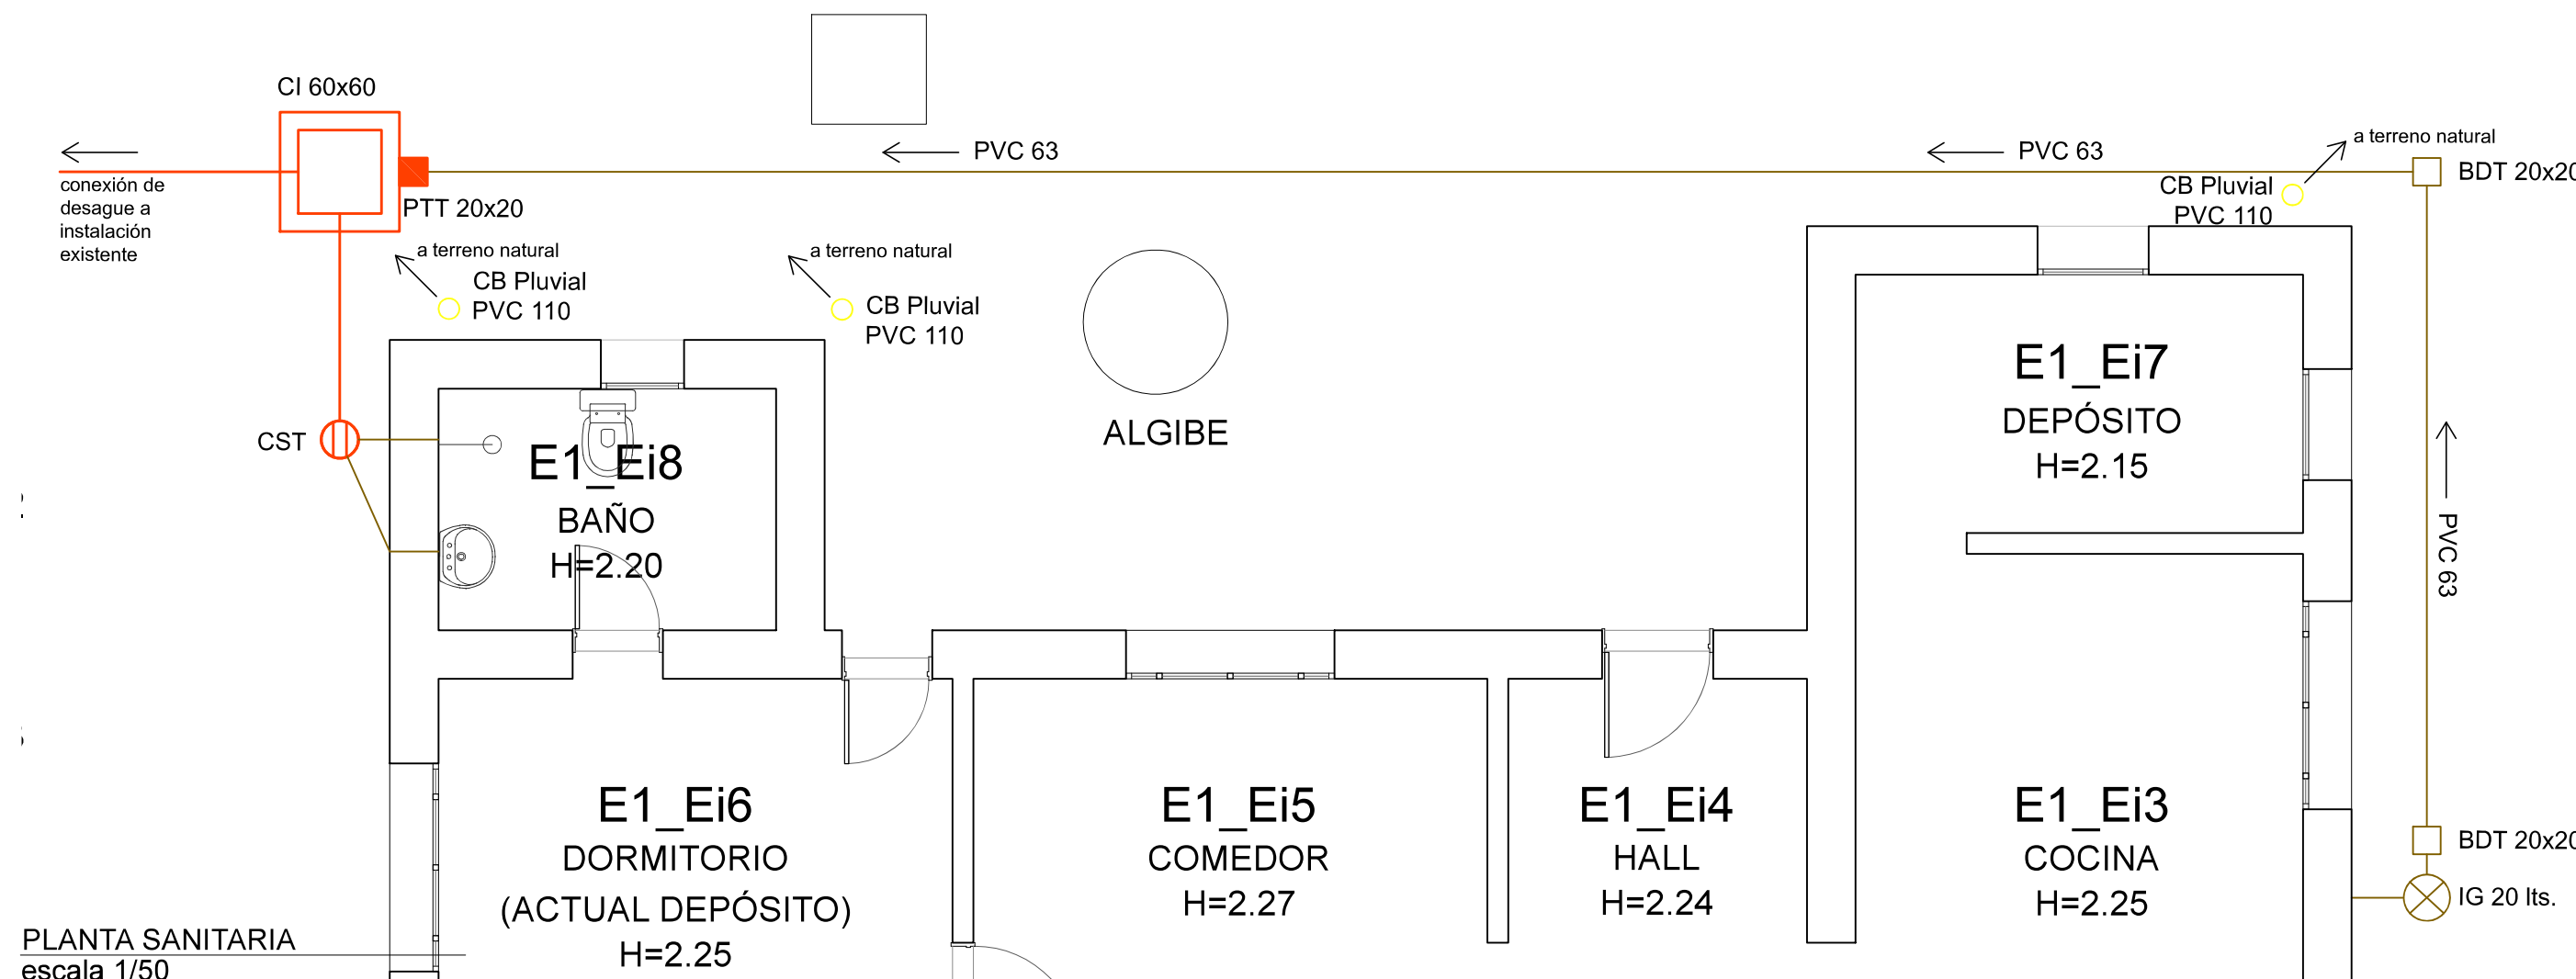 CI 60x60
PVC 63
PVC 63
a terreno natural
BDT 20x20
conexión de
desague a
instalación
existente
PTT 20x20
CB Pluvial
PVC 110
a terreno natural
CB Pluvial
PVC 110
a terreno natural
CB Pluvial
PVC 110
E1_Ei7
DEPÓSITO
H=2.15
ALGIBE
CST
E1_Ei8
BAÑO
H=2.20
PVC 63
E1_Ei6
DORMITORIO
(ACTUAL DEPÓSITO)
H=2.25
E1_Ei5
COMEDOR
H=2.27
E1_Ei4
HALL
H=2.24
E1_Ei3
COCINA
H=2.25
BDT 20x20
IG 20 lts.
PLANTA SANITARIA
escala 1/50